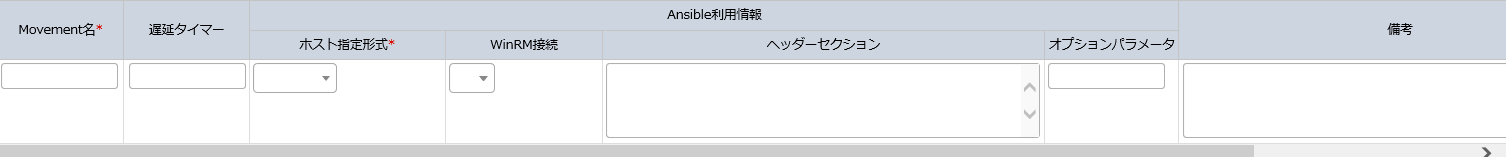 Movement名*
遅延タイマー
Ansible利用情報
ホスト指定形式*
WinRM接続
ヘッダーセクション
オプションパラメータ
備考